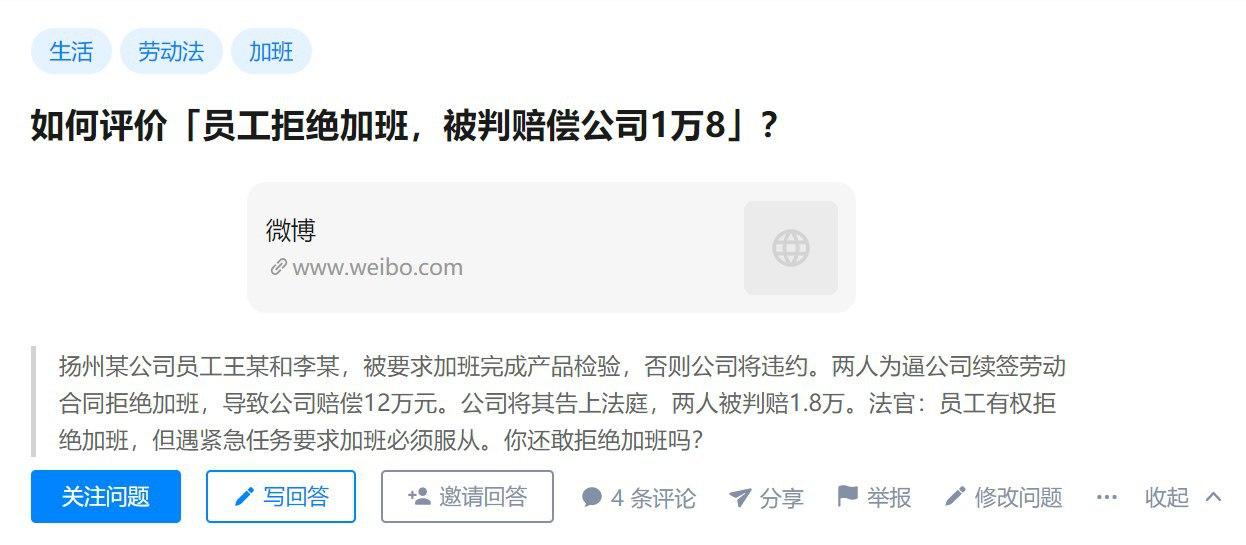 生活 劳动法 加班
如何评价「员工拒绝加班，被判赔偿公司1万8」？
微博
www.weibo.com
扬州某公司员工王某和李某，被要求加班完成产品检验，否则公司将违约。两人为逼公司续签劳动
合同拒绝加班，导致公司赔偿12万元。公司将其告上法庭，两人被判赔1.8万。法官：员工有权拒
绝加班，但遇紧急任务要求加班必须服从。你还敢拒绝加班吗？
关注问题 写回答 邀请回答 4 条评论 分享 举报 修改问题 ··· 收起